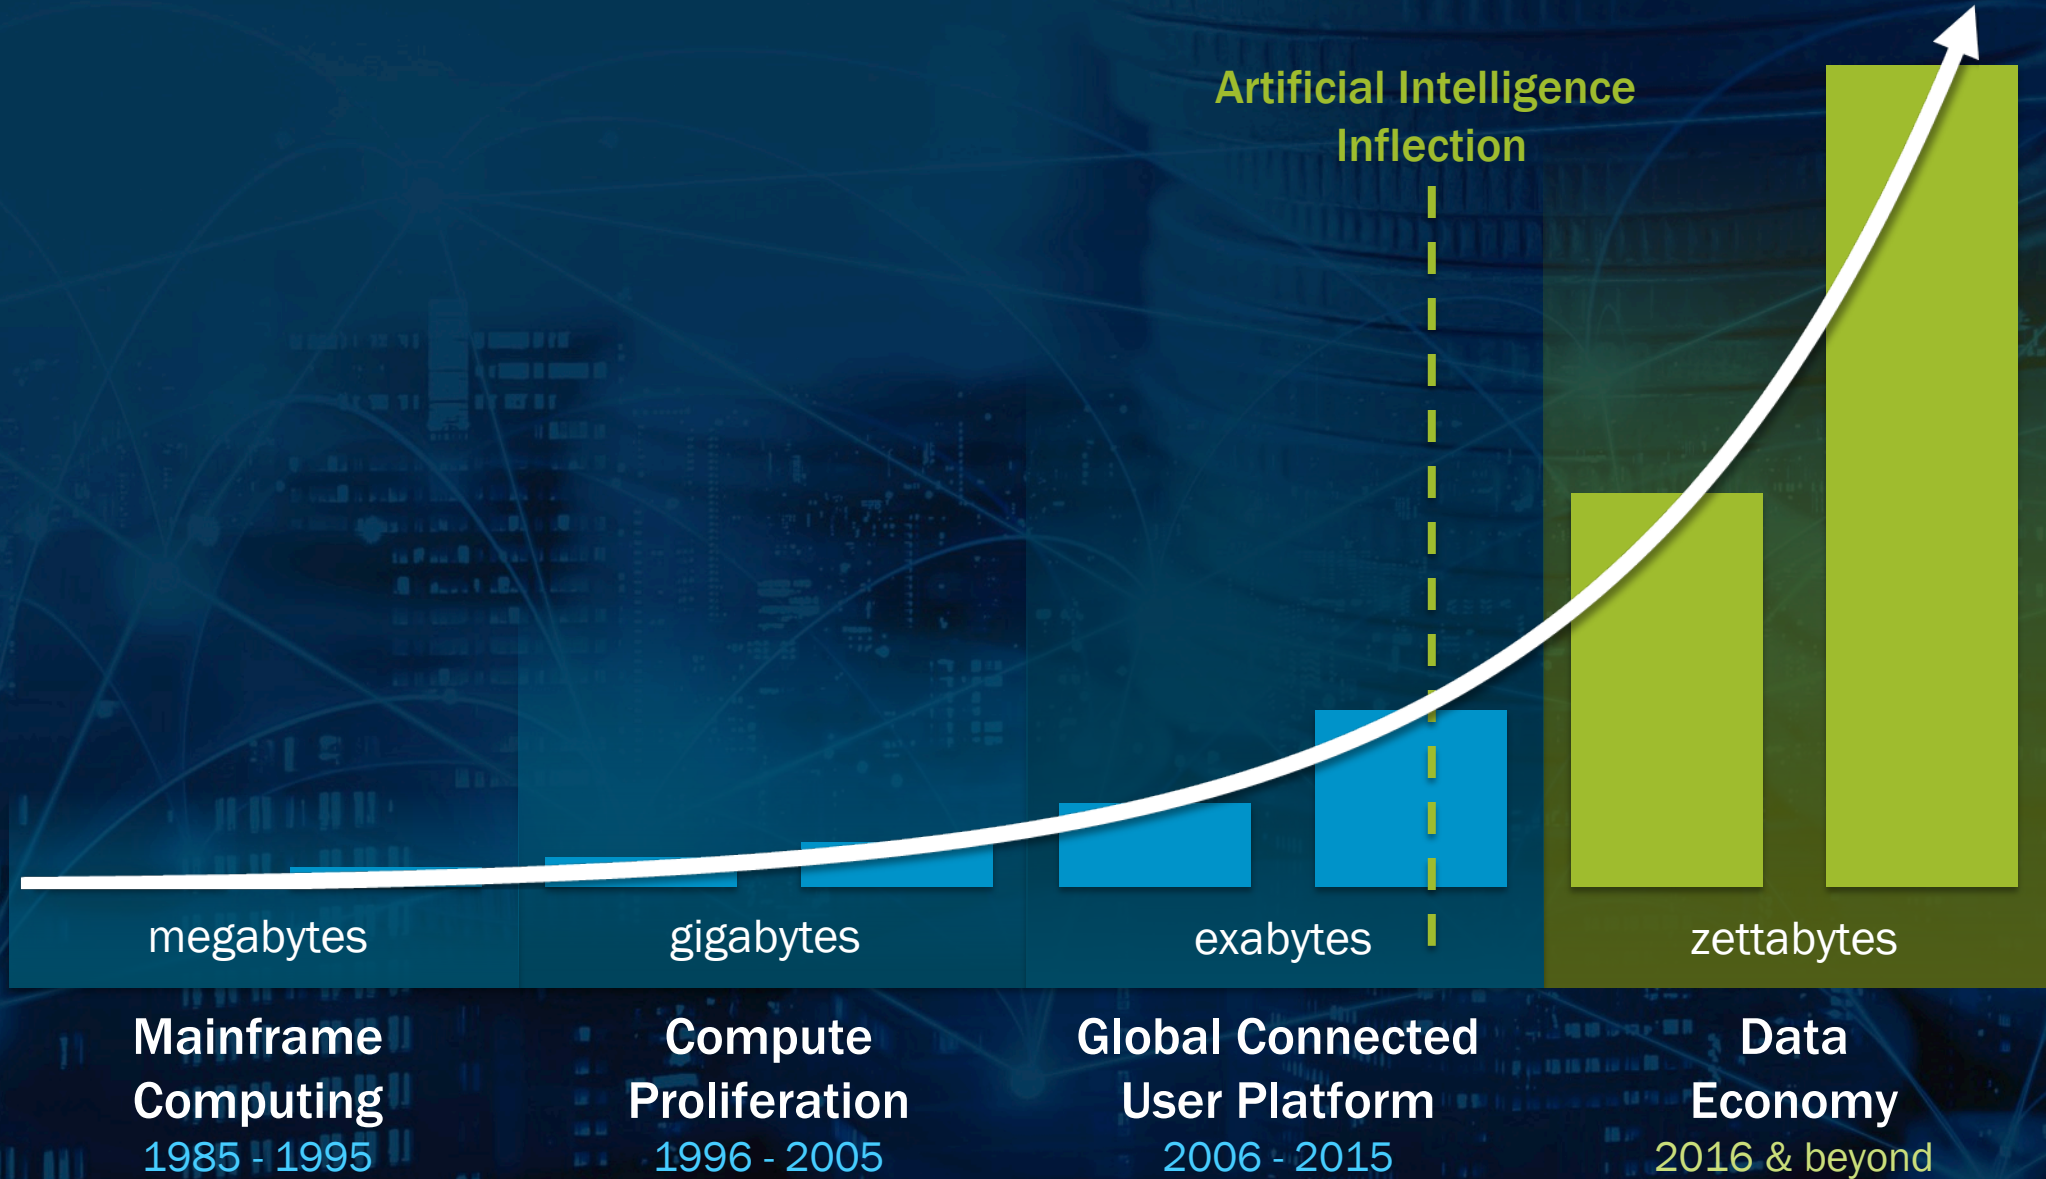 Artificial Intelligence
Inflection
megabytes
gigabytes
exabytes
zettabytes
Mainframe
Computing
1985 - 1995
Compute
Proliferation
1996 - 2005
Global Connected
User Platform
2006 - 2015
Data
Economy
2016 & beyond